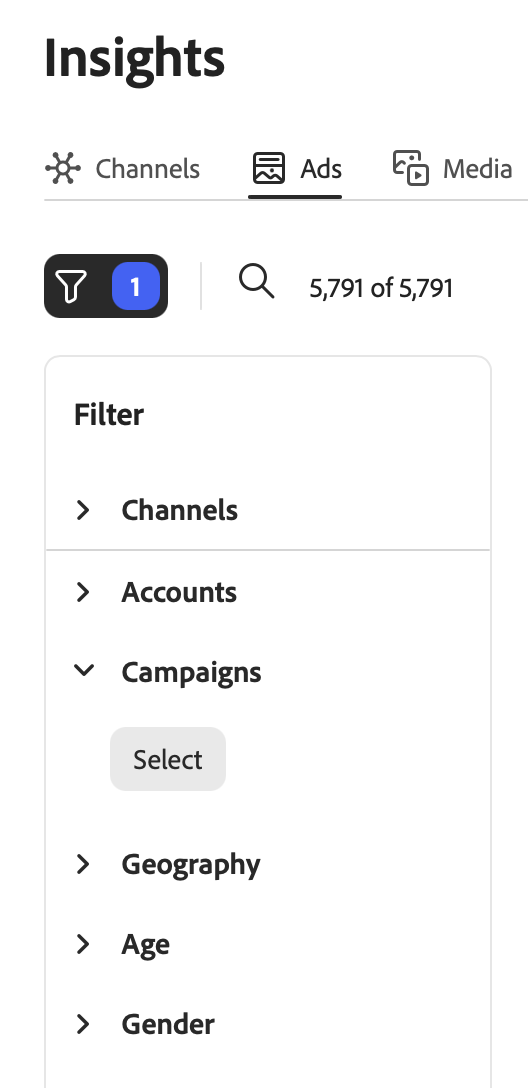 Insights
Channels Ads Media
1 5,791 of 5,791
Filter
Channels
Accounts
Campaigns
Select
Geography
Age
Gender